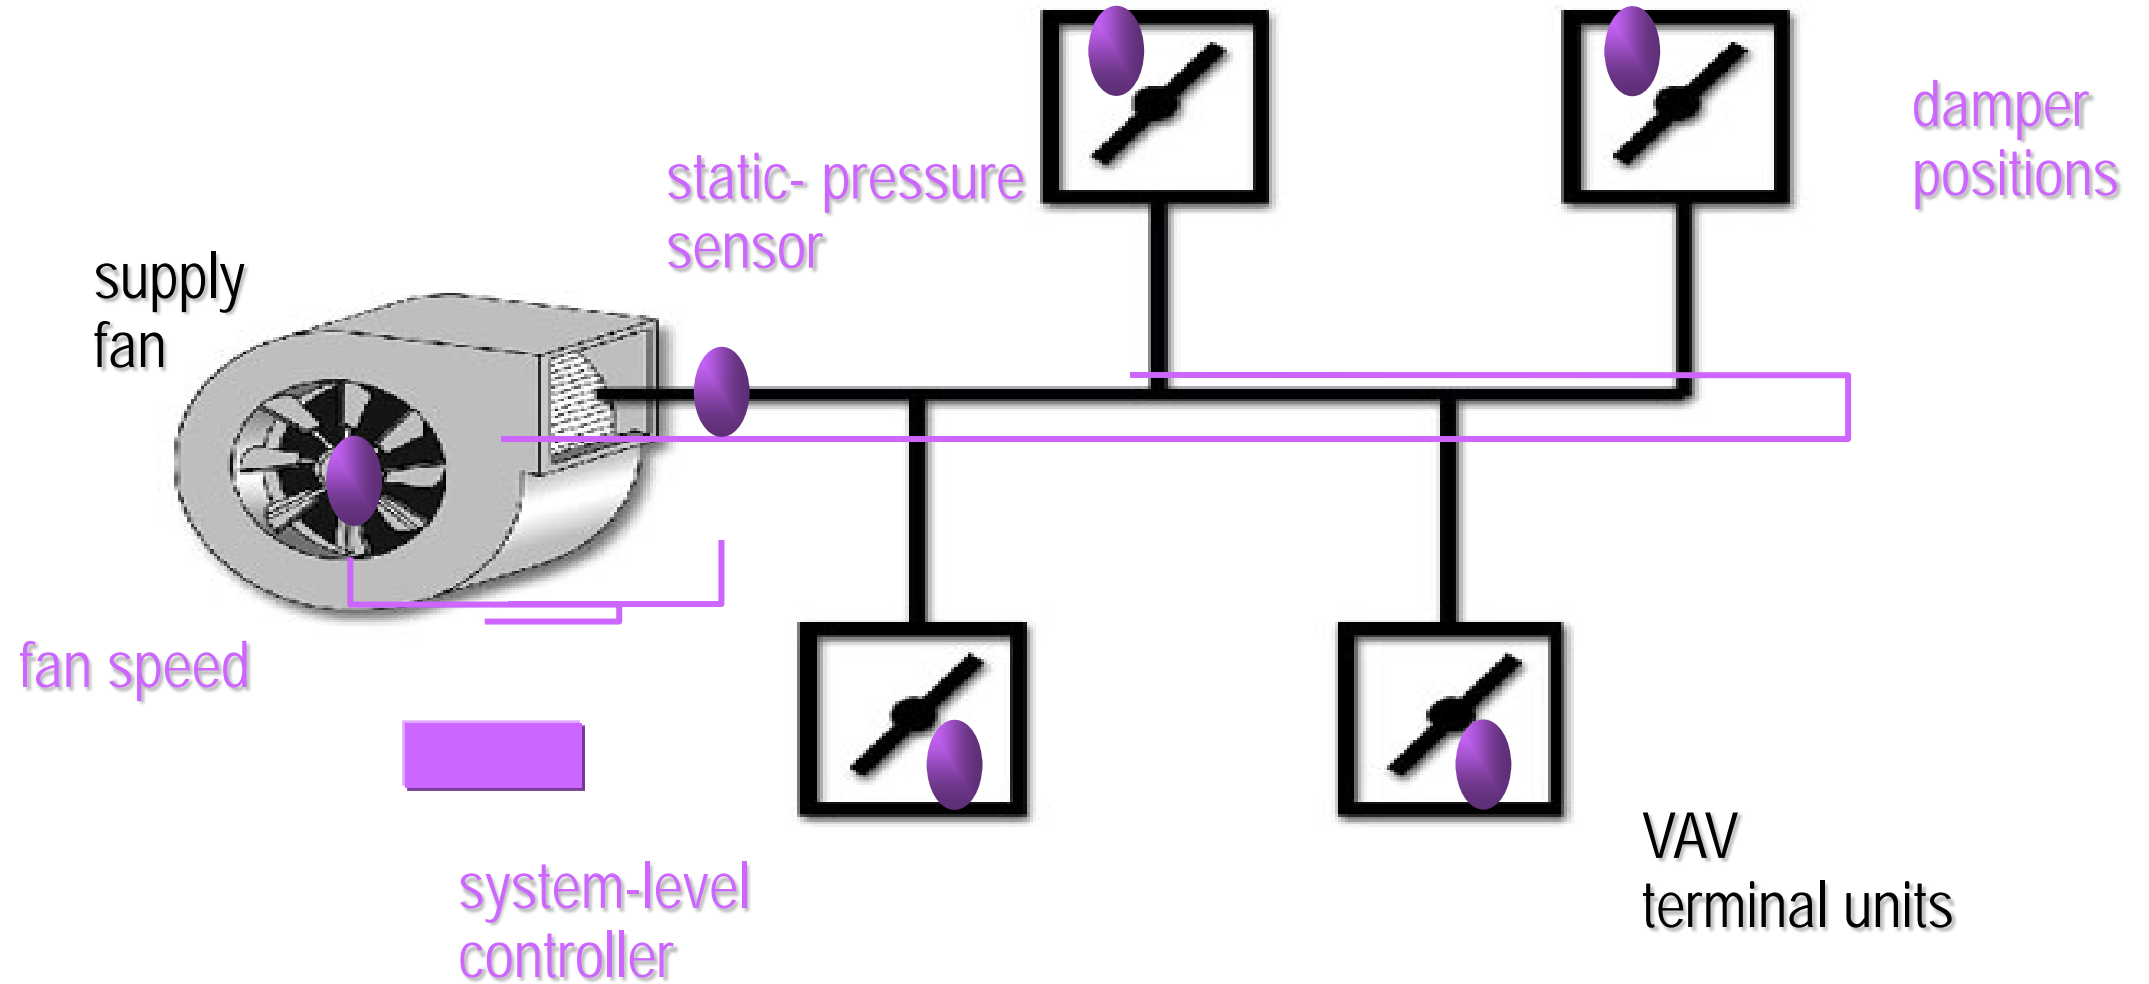 damper
positions
static- pressure
sensor
supply
fan
fan speed
system-level
controller
VAV
terminal units